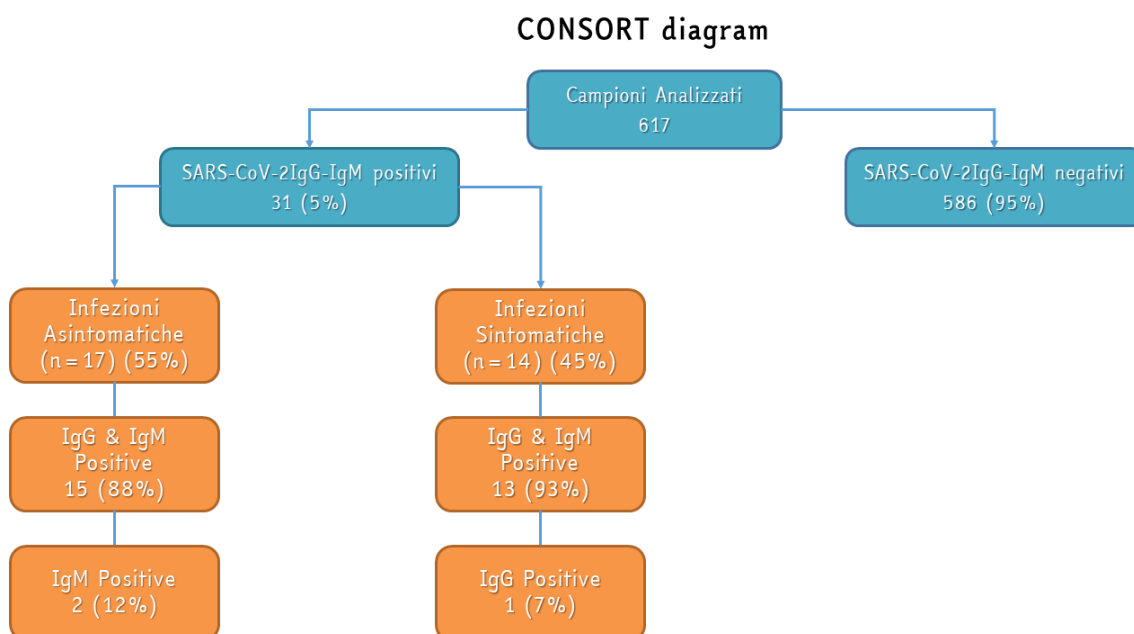 CONSORT diagram
Campioni Analizzati
617
SARS-CoV-2IgG-IgM positivi
31 (5%)
SARS-CoV-2IgG-IgM negativi
586 (95%)
Infezioni
Asintomatiche
(n=17) (55%)
Infezioni
Sintomatiche
(n=14) (45%)
IgG & IgM
Positive
15 (88%)
IgG & IgM
Positive
13 (93%)
IgM Positive
2 (12%)
IgG Positive
1 (7%)